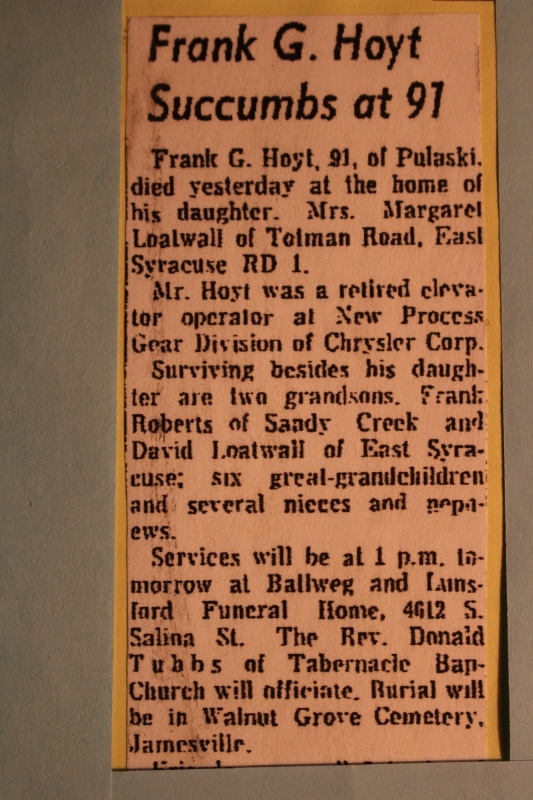 Frank G. Hoyt
Succumbs at 91
Frank G. Hoyt, 91, of Pulaski,
died yesterday at the home of
his daughter. Mrs. Margaret
Loatwall of Totman Road, East
Syracuse RD 1.
Mr. Hoyt was a retired eleva-
tor operator at New Process
Gear Division of Chrysler Corp.
Surviving besides his daugh-
ter are two grandsons. Frank
Roberts of Sandy Creek and
David Loatwall of East Syra-
cuse; six great-grandchildren
and several nieces and neph-
ews.
Services will be at 1 p.m. to-
morrow at Ballweg and Luns-
ford Funeral Home, 4612 S.
Salina St. The Rev. Donald
Tubbs of Tabernacle Bap-
Church will officiate. Burial will
be in Walnut Grove Cemetery,
Jamesville.